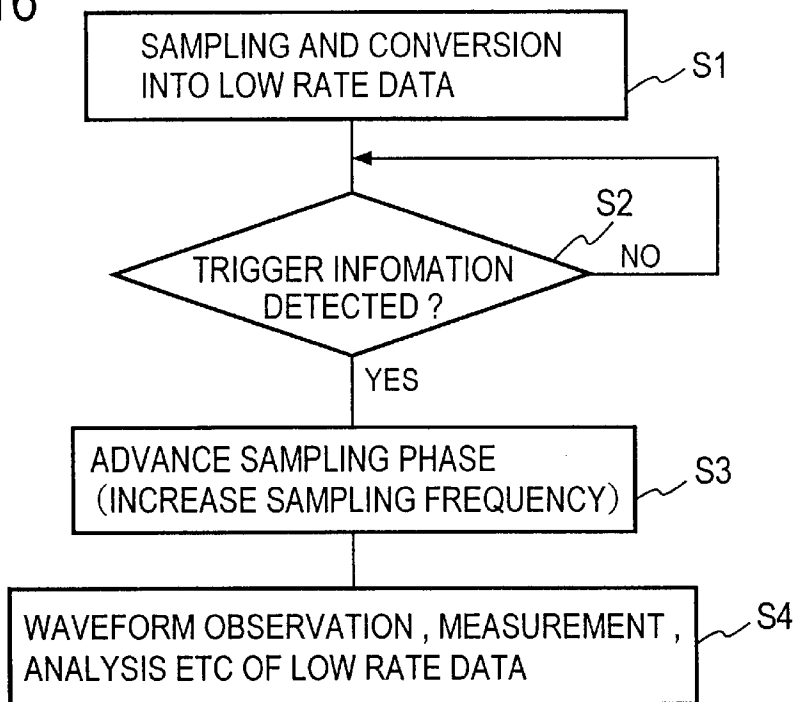 SAMPLING AND CONVERSION
INTO LOW RATE DATA
S1
S2
TRIGGER INFOMATION
DETECTED ?
NO
YES
ADVANCE SAMPLING PHASE
(INCREASE SAMPLING FREQUENCY)
S3
WAVEFORM OBSERVATION , MEASUREMENT ,
ANALYSIS ETC OF LOW RATE DATA
S4